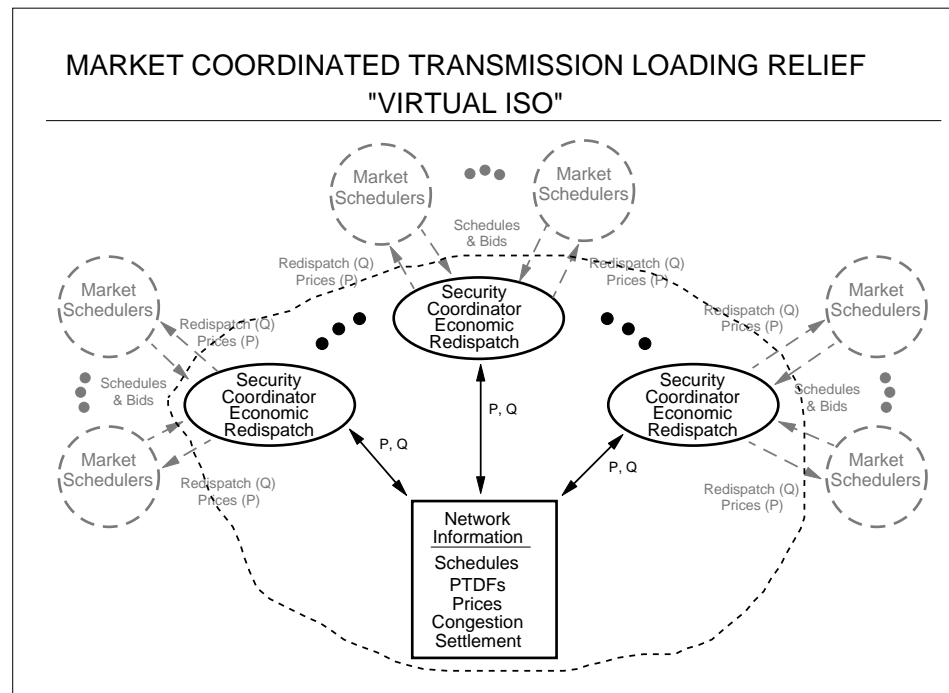 MARKET COORDINATED TRANSMISSION LOADING RELIEF
"VIRTUAL ISO"
Market
Schedulers
Market
Schedulers
Schedules
& Bids
Redispatch (Q)
Prices (P)
Redispatch (Q)
Prices (P)
Security
Coordinator
Economic
Redispatch
Market
Schedulers
Redispatch (Q)
Prices (P)
Schedules
& Bids
Market
Schedulers
Redispatch (Q)
Prices (P)
Security
Coordinator
Economic
Redispatch
Security
Coordinator
Economic
Redispatch
Market
Schedulers
Redispatch (Q)
Prices (P)
Schedules
& Bids
Market
Schedulers
Redispatch (Q)
Prices (P)
P, Q
P, Q
P, Q
Network
Information
Schedules
PTDFs
Prices
Congestion
Settlement